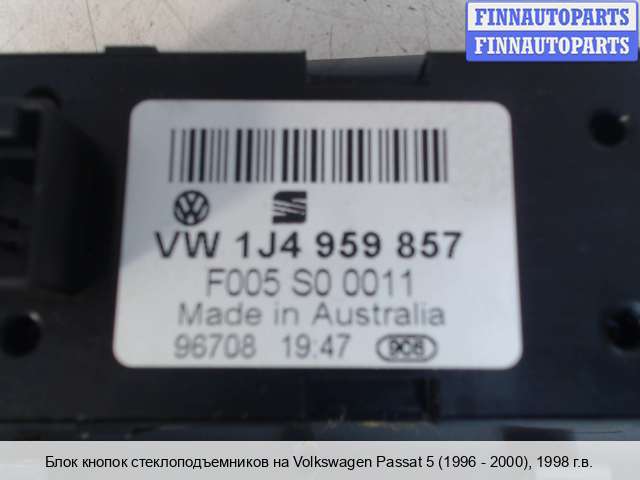 FINNAUTOPARTS
FINNAUTOPARTS
VW 1J4 959 857
F005 S0 0011
Made in Australia
96708 19:47 908
Блок кнопок стеклоподъемников на Volkswagen Passat 5 (1996 - 2000), 1998 г.в.